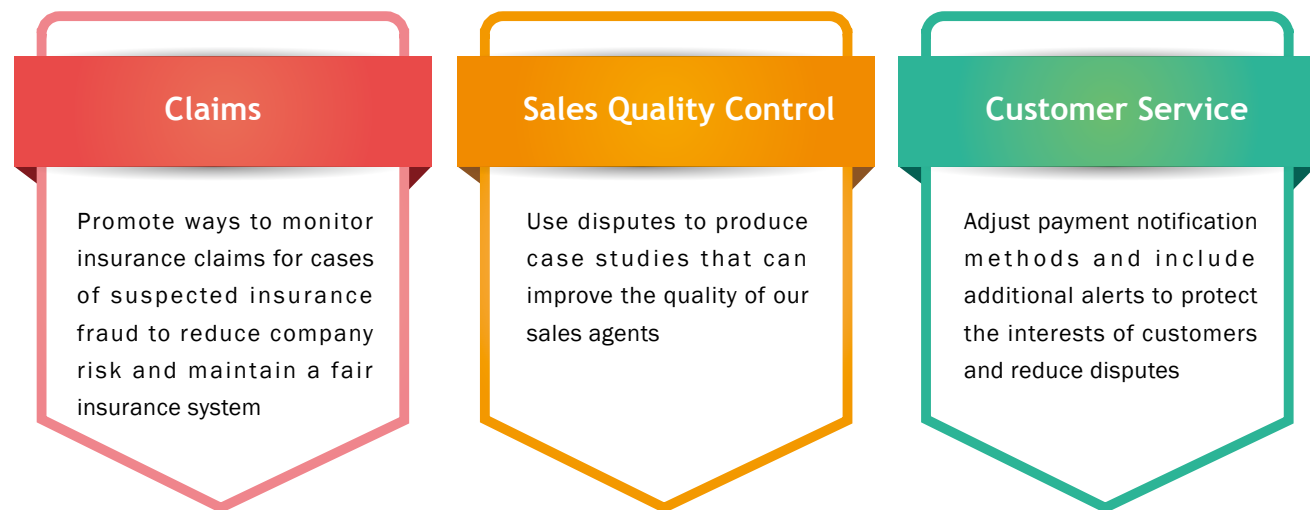 Claims
Promote ways to monitor
insurance claims for cases
of suspected insurance
fraud to reduce company
risk and maintain a fair
insurance system
Sales Quality Control
Use disputes to produce
case studies that can
improve the quality of our
sales agents
Customer Service
Adjust payment notification
methods and include
additional alerts to protect
the interests of customers
and reduce disputes